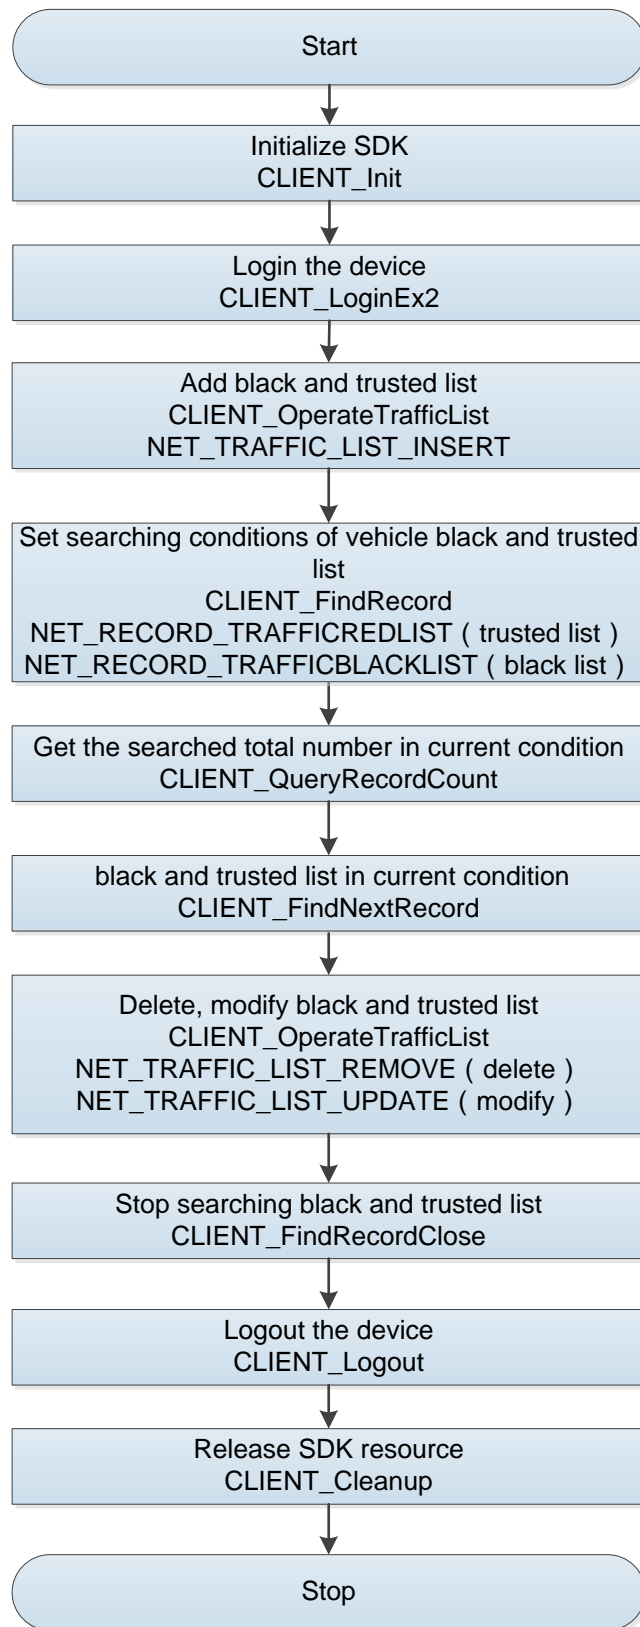 Start
Initialize SDK
CLIENT_Init
Login the device
CLIENT_LoginEx2
Add black and trusted list
CLIENT_OperateTrafficList
NET_TRAFFIC_LIST_INSERT
Set searching conditions of vehicle black and trusted
list
CLIENT_FindRecord
NET_RECORD_TRAFFICREDLIST ( trusted list )
NET_RECORD_TRAFFICBLACKLIST ( black list )
Get the searched total number in current condition
CLIENT_QueryRecordCount
black and trusted list in current condition
CLIENT_FindNextRecord
Delete, modify black and trusted list
CLIENT_OperateTrafficList
NET_TRAFFIC_LIST_REMOVE ( delete )
NET_TRAFFIC_LIST_UPDATE ( modify )
Stop searching black and trusted list
CLIENT_FindRecordClose
Logout the device
CLIENT_Logout
Release SDK resource
CLIENT_Cleanup
Stop